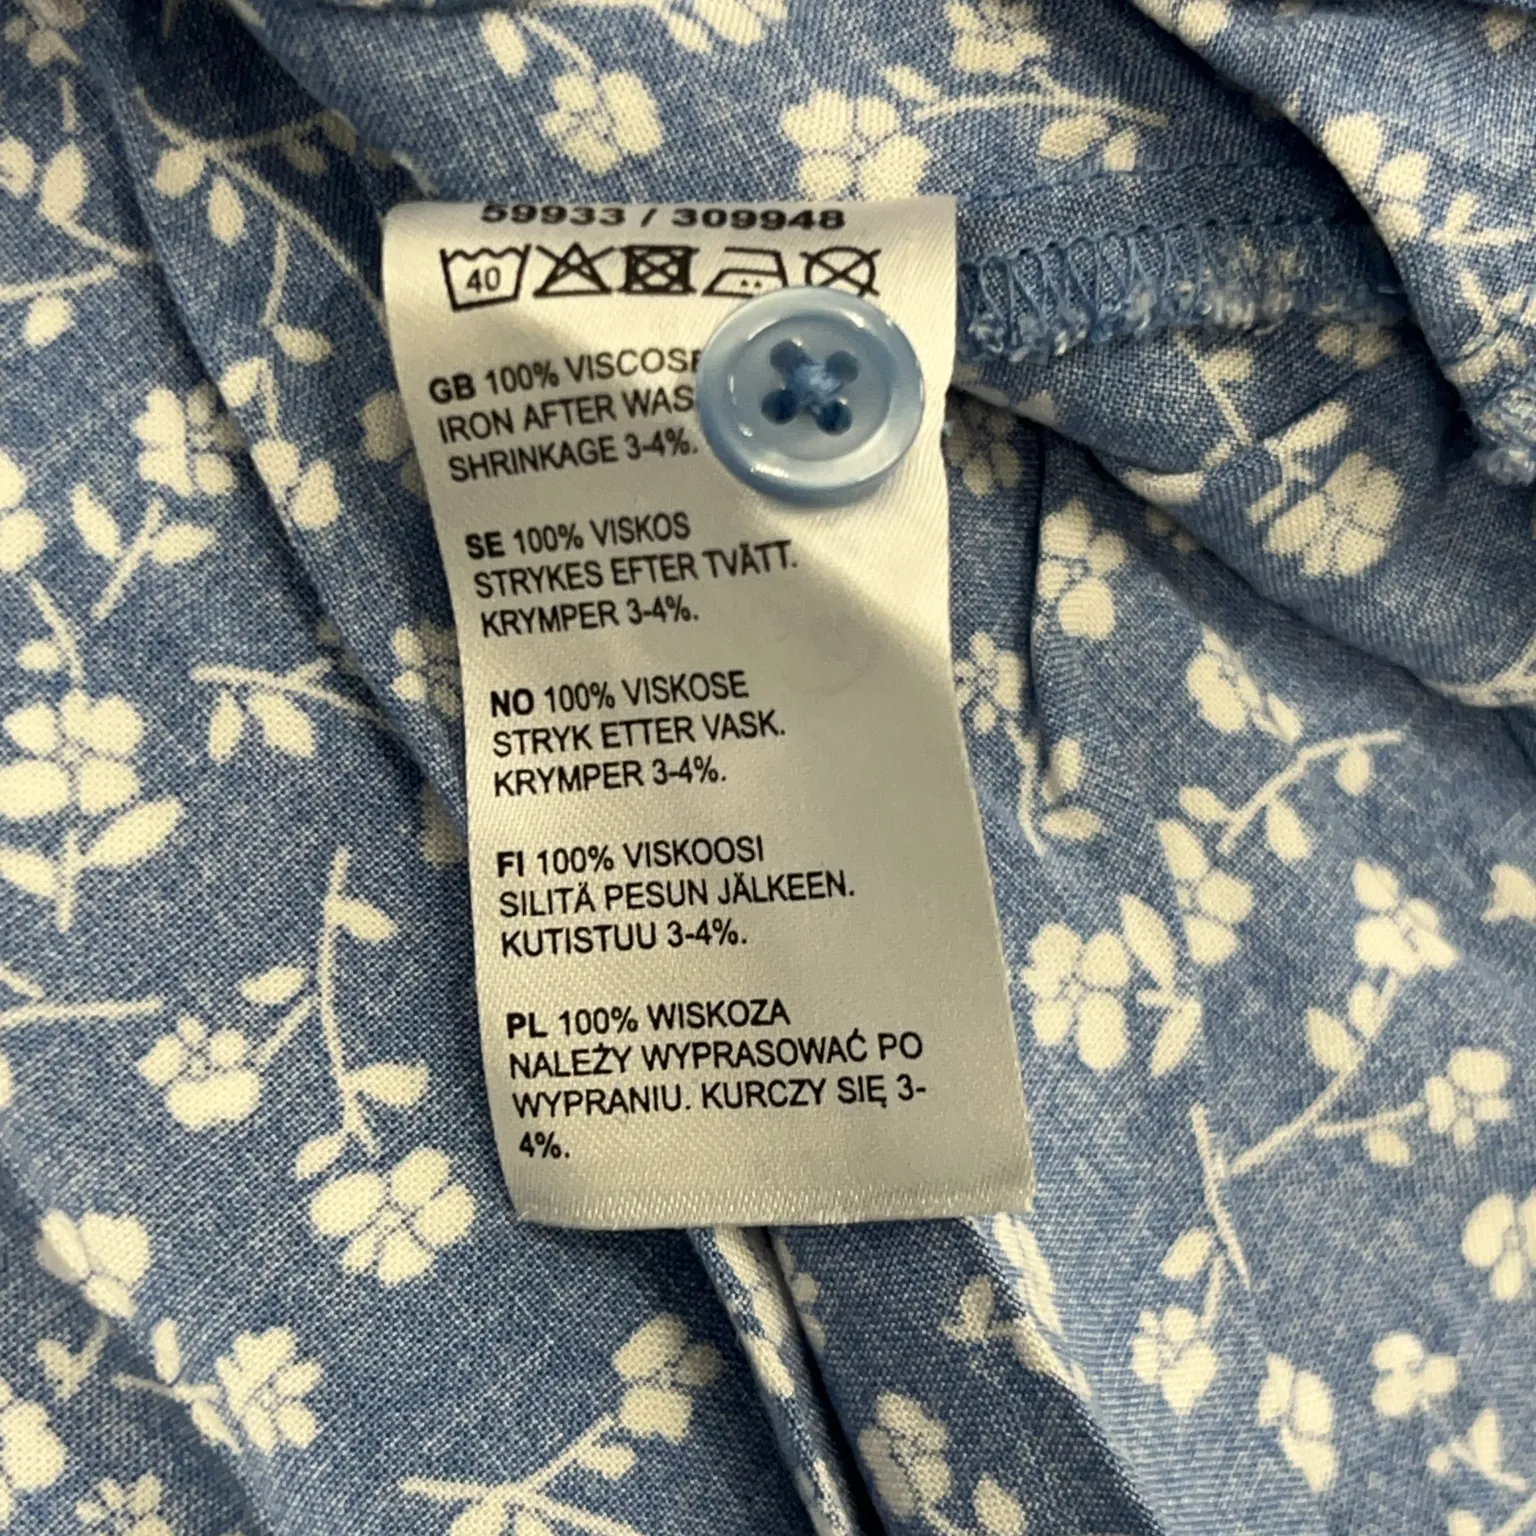 59933 / 309948
40
GB 100% VISCOSE
IRON AFTER
SHRINKAGE 3-4%.
SE 100% VISKOS
STRYKES EFTER TVÄTT.
KRYMPER 3-4%.
NO 100% VISKOSE
STRYK ETTER VASK.
KRYMPER 3-4%.
FI 100% VISKOOSI
SILITÄ PESUN JÄLKEEN.
KUTISTUU 3-4%.
PL 100% WISKOZA
NALEŻY WYPRASOWAĆ PO
WYPRANIU. KURCZY SIĘ 3-
4%.